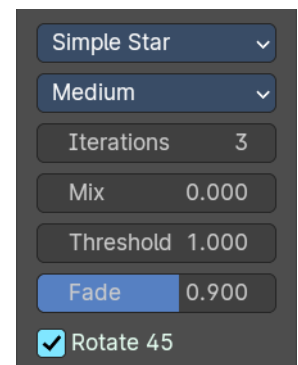 Simple Star
Medium
Iterations 3
Mix 0.000
Threshold 1.000
Fade 0.900
Rotate 45